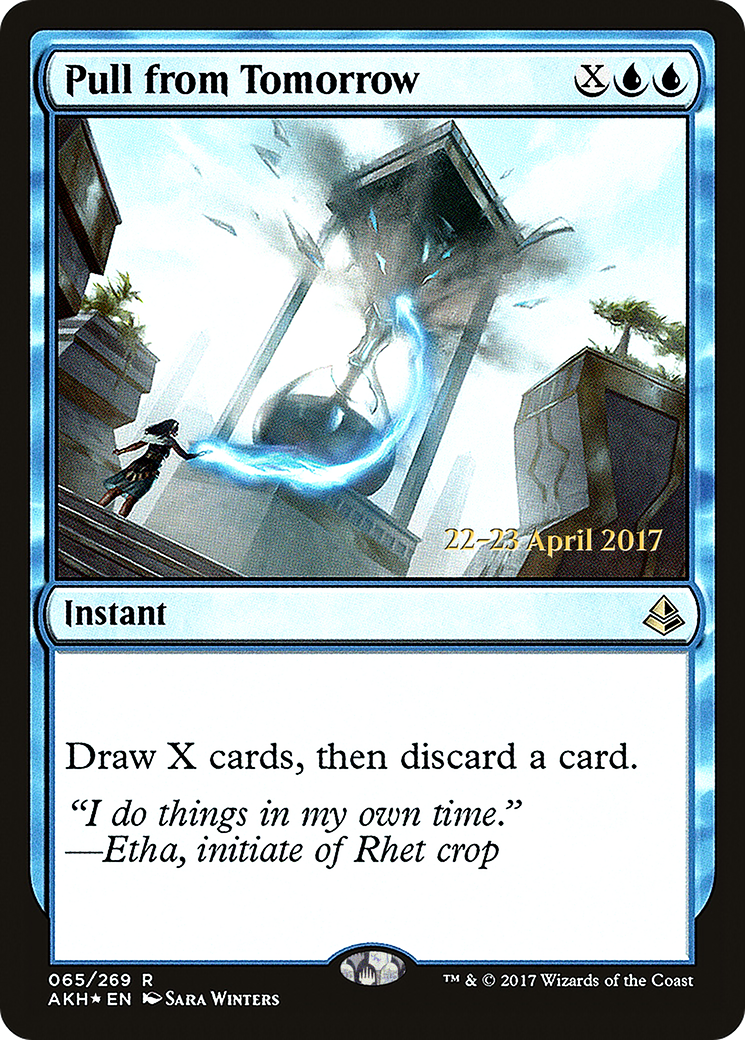 Pull from Tomorrow X
22–23 April 2017
Instant
Draw X cards, then discard a card.
“I do things in my own time.”
—Etha, initiate of Rhet crop
065/269 R
™ & © 2017 Wizards of the Coast
AKH★EN Sara Winters